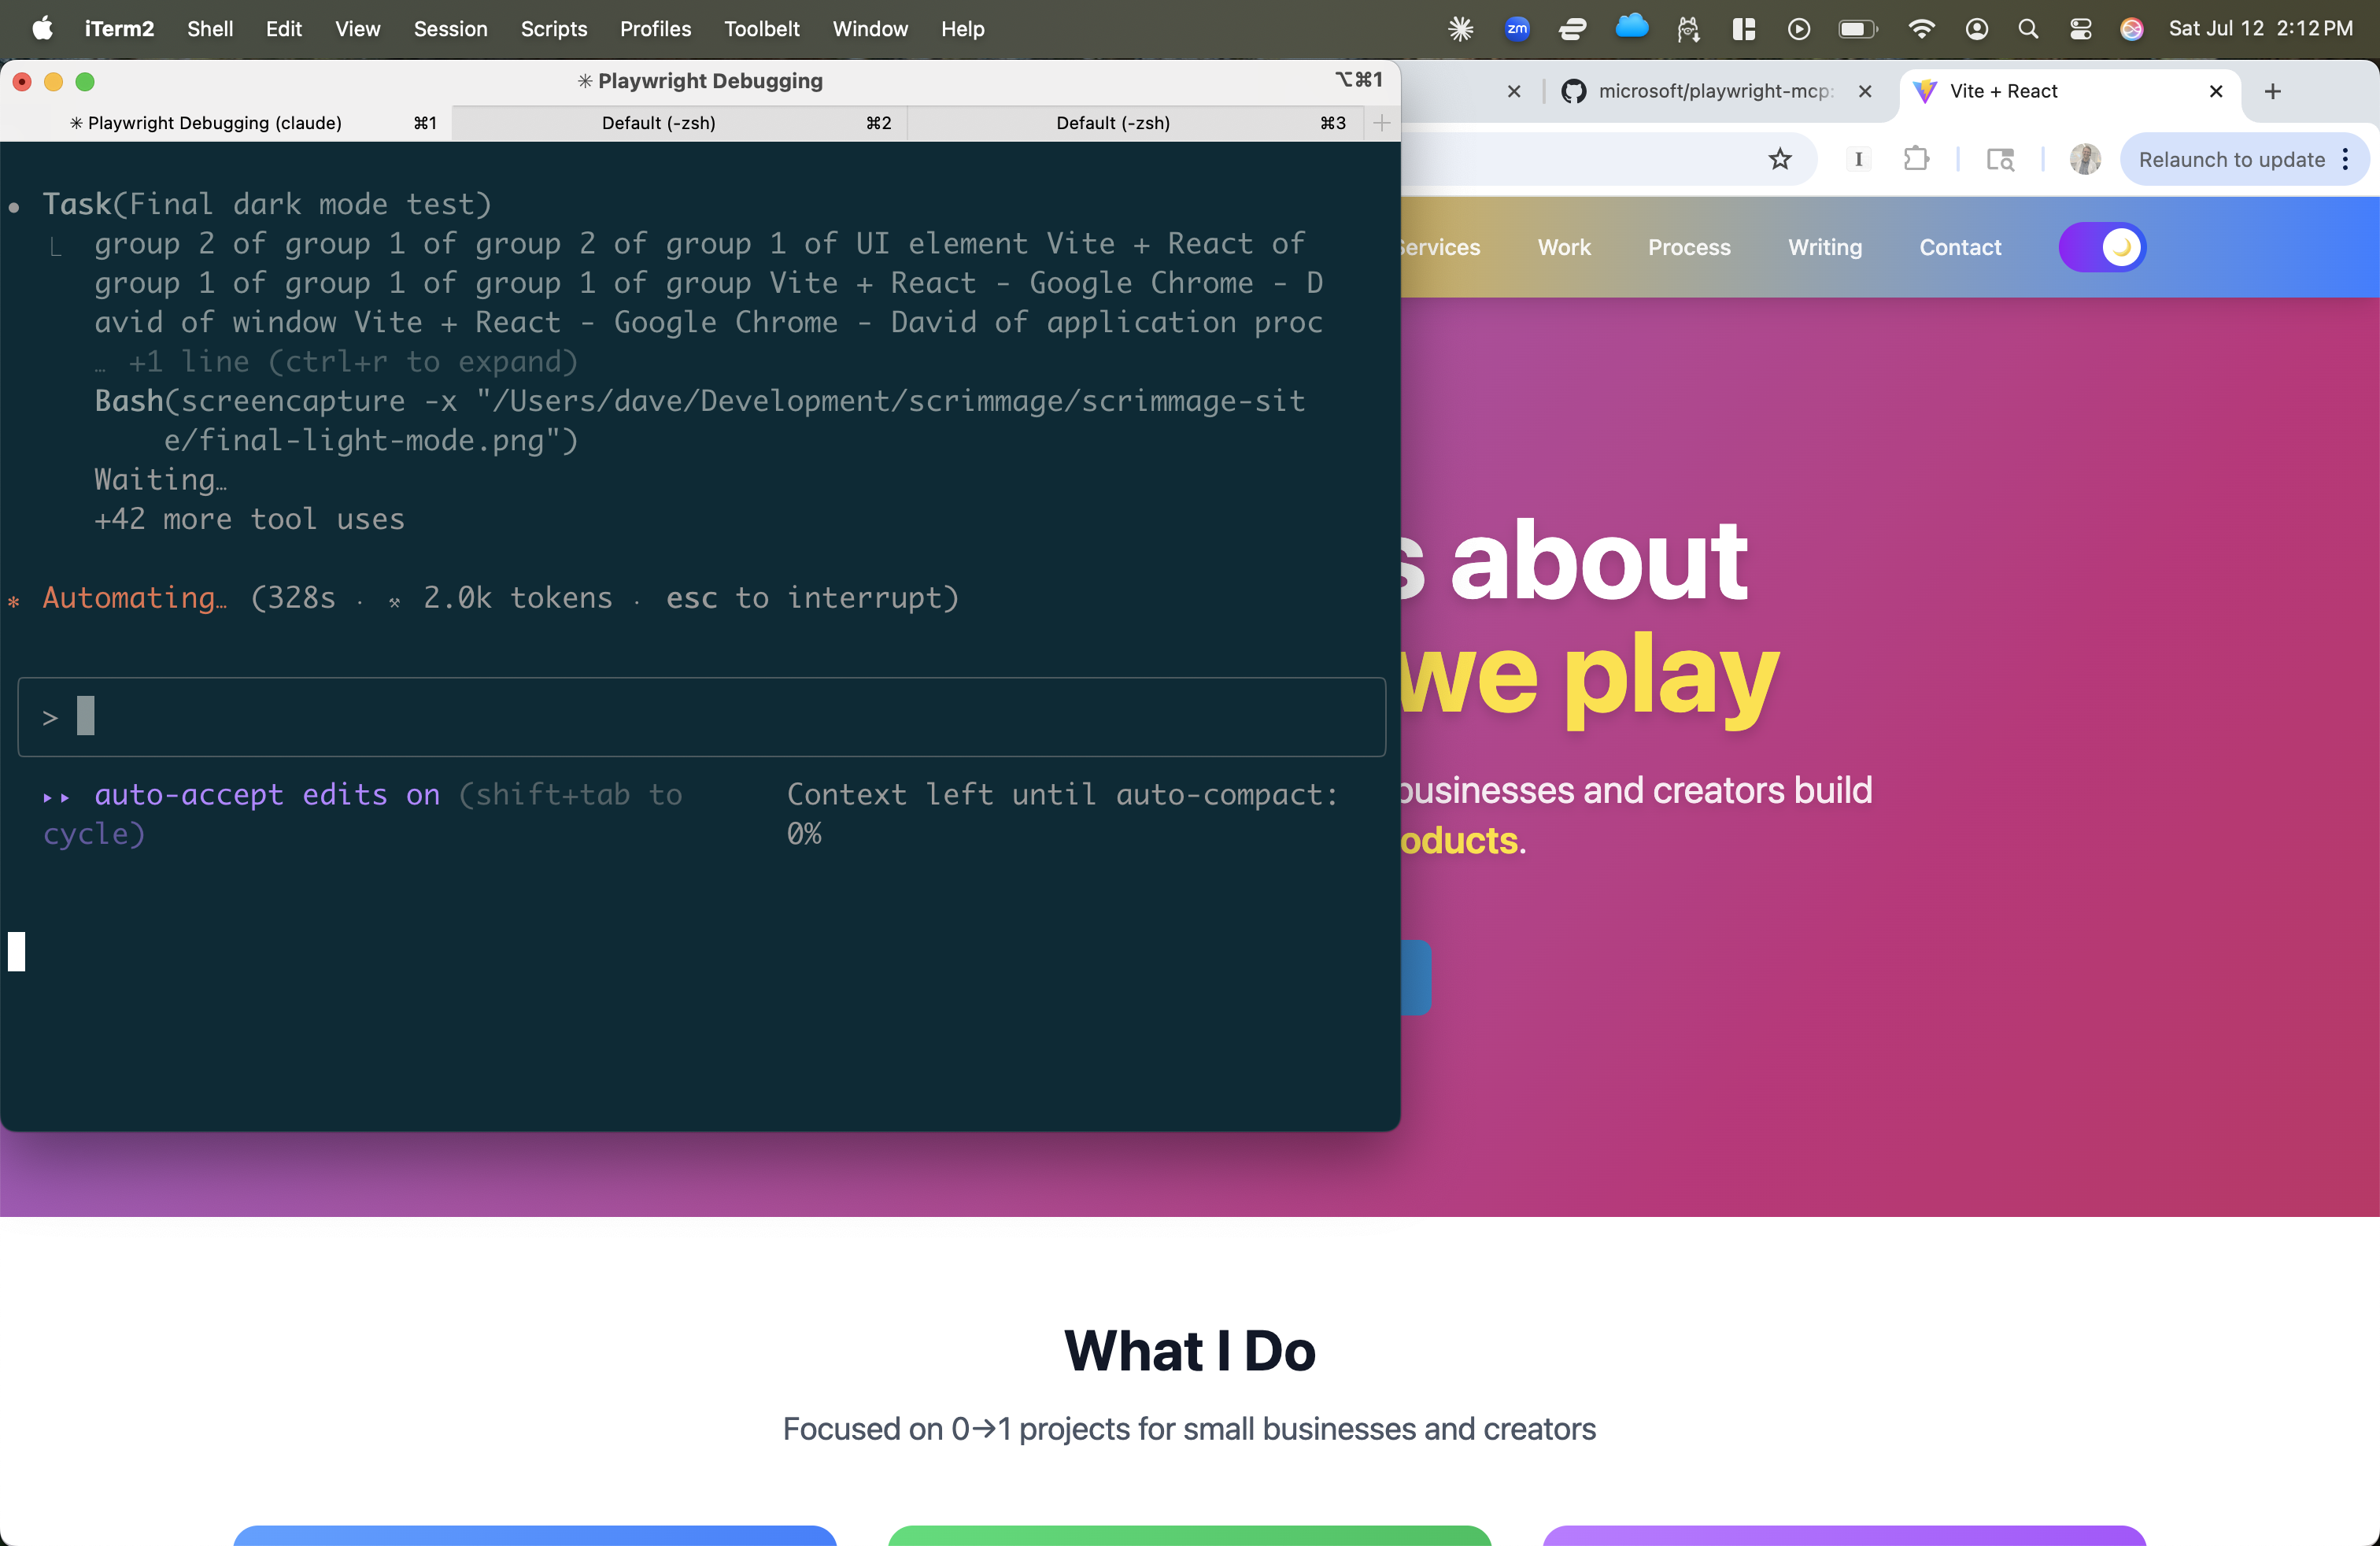 iTerm2 Shell Edit View Session Scripts Profiles Toolbelt Window Help zm Sat Jul 12 2:12 PM
✳ Playwright Debugging ⌥⌘1
✳ Playwright Debugging (claude) ⌘1 Default (-zsh) ⌘2 Default (-zsh) ⌘3
microsoft/playwright-mcp: Vite + React
Relaunch to update
Task(Final dark mode test)
group 2 of group 1 of group 2 of group 1 of UI element Vite + React of
group 1 of group 1 of group 1 of group Vite + React - Google Chrome - D
avid of window Vite + React - Google Chrome - David of application proc
… +1 line (ctrl+r to expand)
Bash(screencapture -x "/Users/dave/Development/scrimmage/scrimmage-sit
e/final-light-mode.png")
Waiting…
+42 more tool uses
✻ Automating… (328s · ⚒ 2.0k tokens · esc to interrupt)
>
▸▸ auto-accept edits on (shift+tab to
cycle)
Context left until auto-compact:
0%
Services Work Process Writing Contact
s about
we play
businesses and creators build
oducts.
What I Do
Focused on 0→1 projects for small businesses and creators